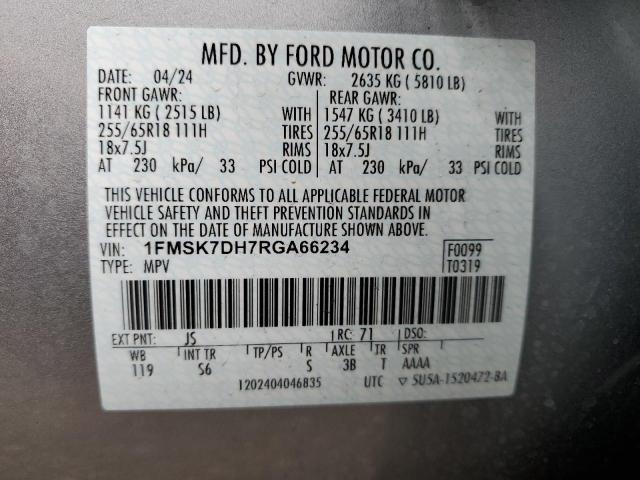 MFD. BY FORD MOTOR CO.
DATE: 04/24 GVWR: 2635 KG ( 5810 LB)
FRONT GAWR: REAR GAWR:
1141 KG ( 2515 LB) WITH 1547 KG ( 3410 LB) WITH
255/65R18 111H TIRES 255/65R18 111H TIRES
18x7.5J RIMS 18x7.5J RIMS
AT 230 kPa/ 33 PSI COLD AT 230 kPa/ 33 PSI COLD
THIS VEHICLE CONFORMS TO ALL APPLICABLE FEDERAL MOTOR
VEHICLE SAFETY AND THEFT PREVENTION STANDARDS IN
EFFECT ON THE DATE OF MANUFACTURE SHOWN ABOVE.
VIN: 1FMSK7DH7RGA66234 F0099
TYPE: MPV T0319
EXT PNT: JS RC: 71 DSO:
WB INT TR TP/PS R AXLE TR SPR
119 S6 S 3B T AAAA
1202404046835 UTC ▽ 5U5A-1520472-BA